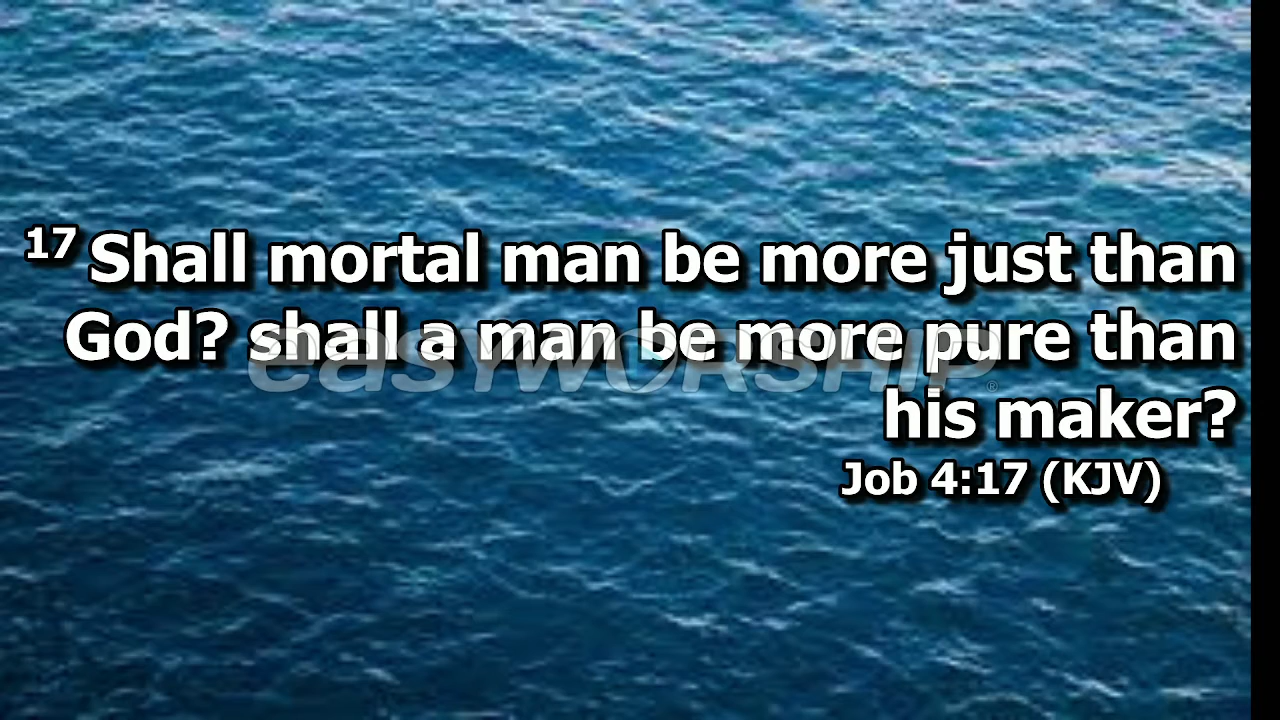 17 Shall mortal man be more just than
God? shall a man be more pure than
his maker?
Job 4:17 (KJV)
easyworship®